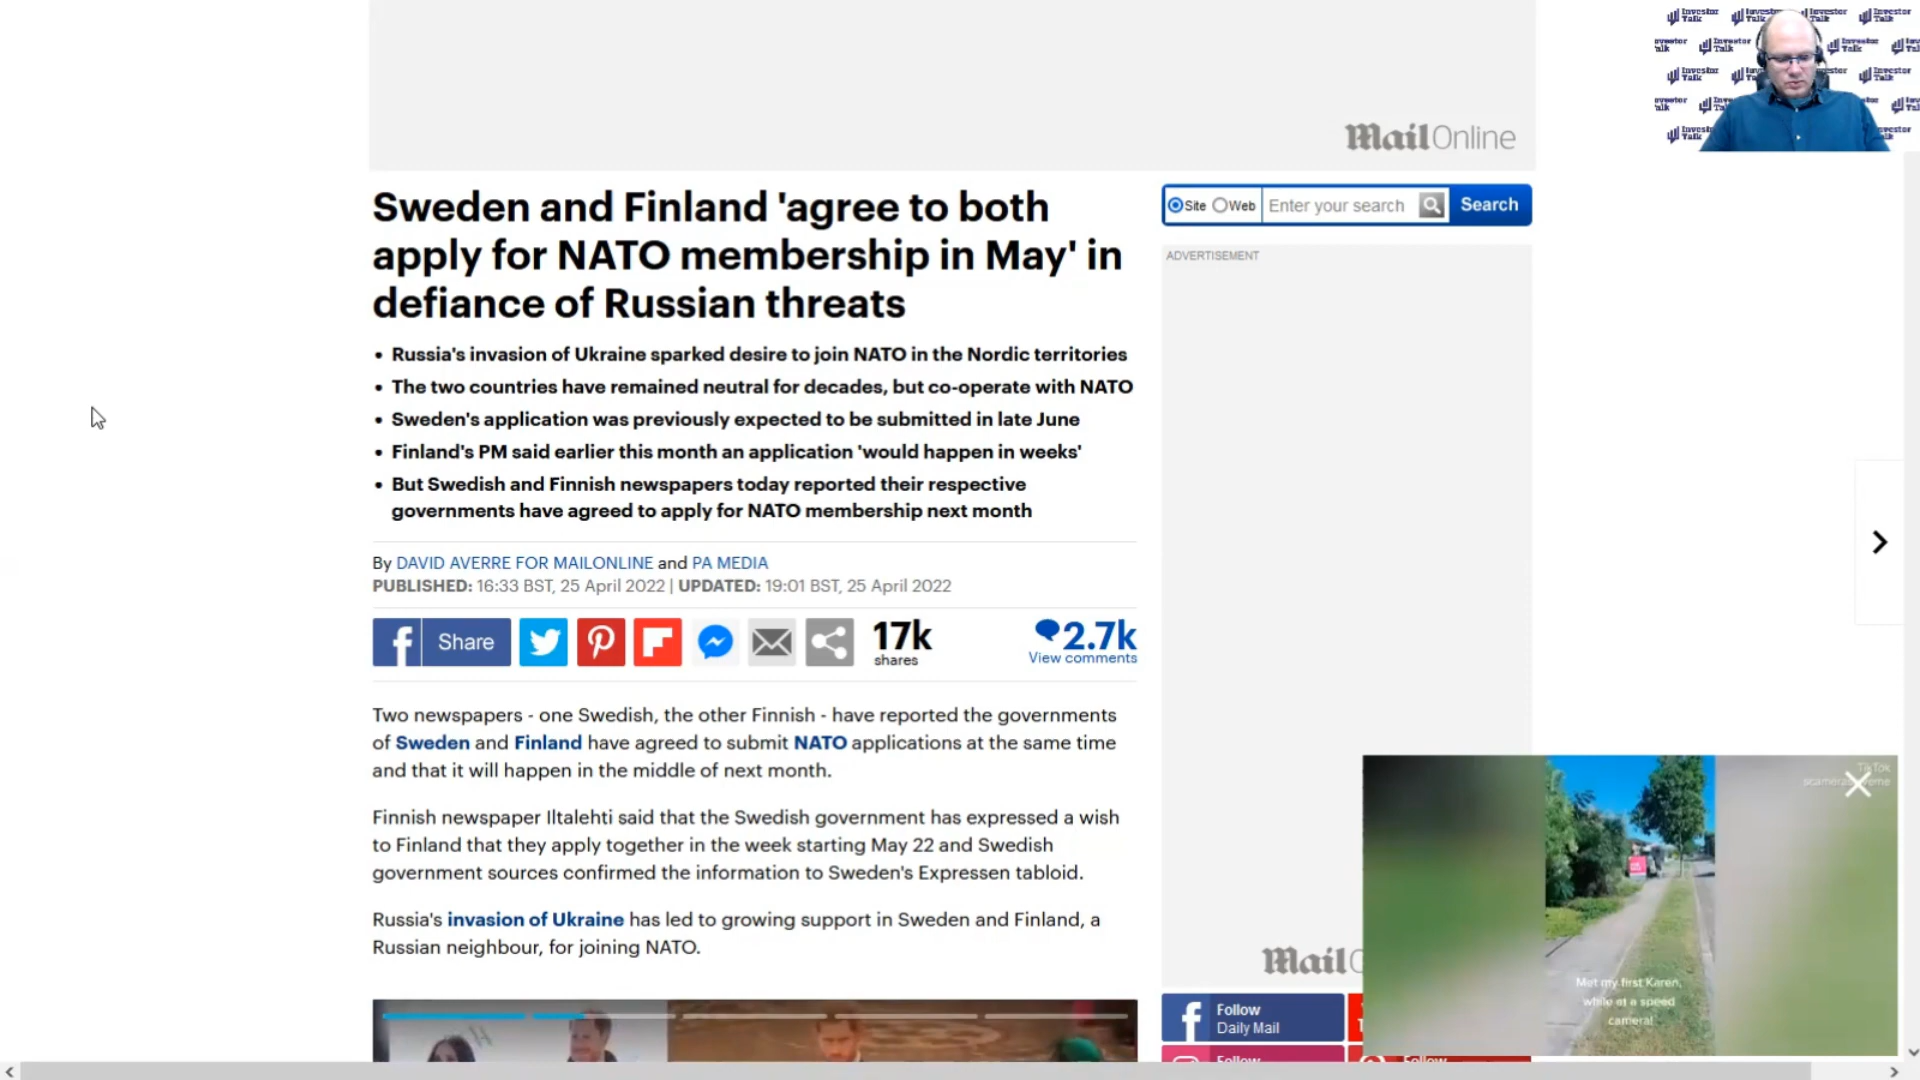 MailOnline
Investor
Talk
Sweden and Finland 'agree to both
apply for NATO membership in May' in
defiance of Russian threats
• Russia's invasion of Ukraine sparked desire to join NATO in the Nordic territories
• The two countries have remained neutral for decades, but co-operate with NATO
• Sweden's application was previously expected to be submitted in late June
• Finland's PM said earlier this month an application 'would happen in weeks'
• But Swedish and Finnish newspapers today reported their respective
governments have agreed to apply for NATO membership next month
By DAVID AVERRE FOR MAILONLINE and PA MEDIA
PUBLISHED: 16:33 BST, 25 April 2022 | UPDATED: 19:01 BST, 25 April 2022
Share
17k
shares
2.7k
View comments
Two newspapers - one Swedish, the other Finnish - have reported the governments
of Sweden and Finland have agreed to submit NATO applications at the same time
and that it will happen in the middle of next month.
Finnish newspaper Iltalehti said that the Swedish government has expressed a wish
to Finland that they apply together in the week starting May 22 and Swedish
government sources confirmed the information to Sweden's Expressen tabloid.
Russia's invasion of Ukraine has led to growing support in Sweden and Finland, a
Russian neighbour, for joining NATO.
Site Web Enter your search Search
ADVERTISEMENT
Mail
Follow
Daily Mail
Follow
Follow
TikTok
Met my first Karen,
while at a speed
camera!